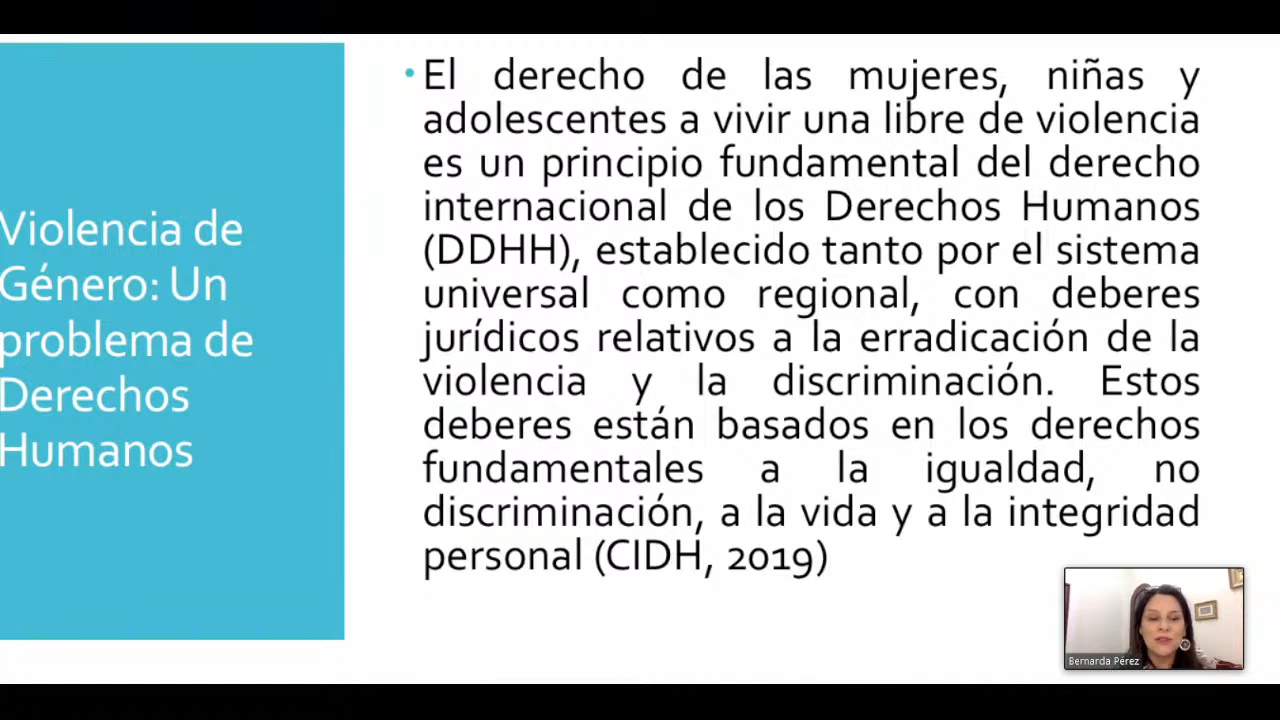 Violencia de
Género: Un
problema de
Derechos
Humanos
• El derecho de las mujeres, niñas y
adolescentes a vivir una libre de violencia
es un principio fundamental del derecho
internacional de los Derechos Humanos
(DDHH), establecido tanto por el sistema
universal como regional, con deberes
jurídicos relativos a la erradicación de la
violencia y la discriminación. Estos
deberes están basados en los derechos
fundamentales a la igualdad, no
discriminación, a la vida y a la integridad
personal (CIDH, 2019)
Bernarda Pérez